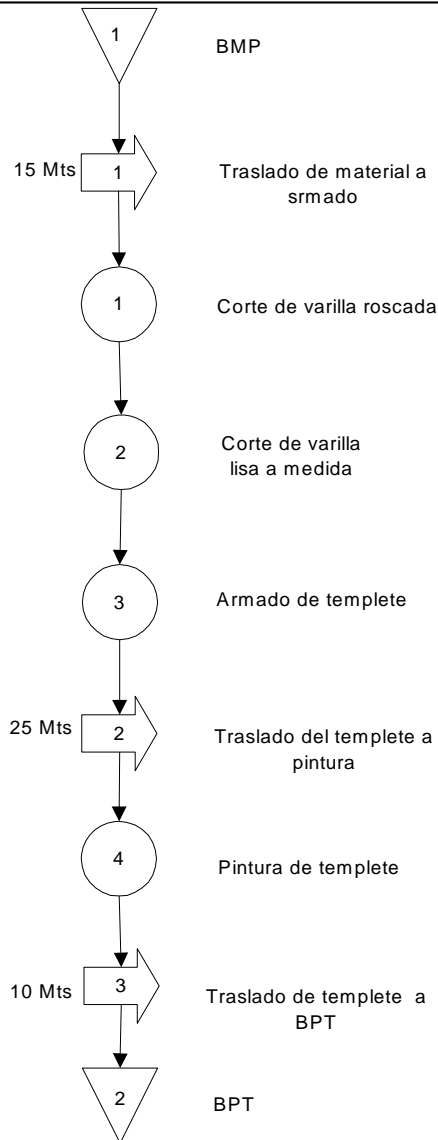 1
BMP
15 Mts
1
Traslado de material a
srmado
1
Corte de varilla roscada
2
Corte de varilla
lisa a medida
3
Armado de templete
25 Mts
2
Traslado del templete a
pintura
4
Pintura de templete
10 Mts
3
Traslado de templete a
BPT
2
BPT